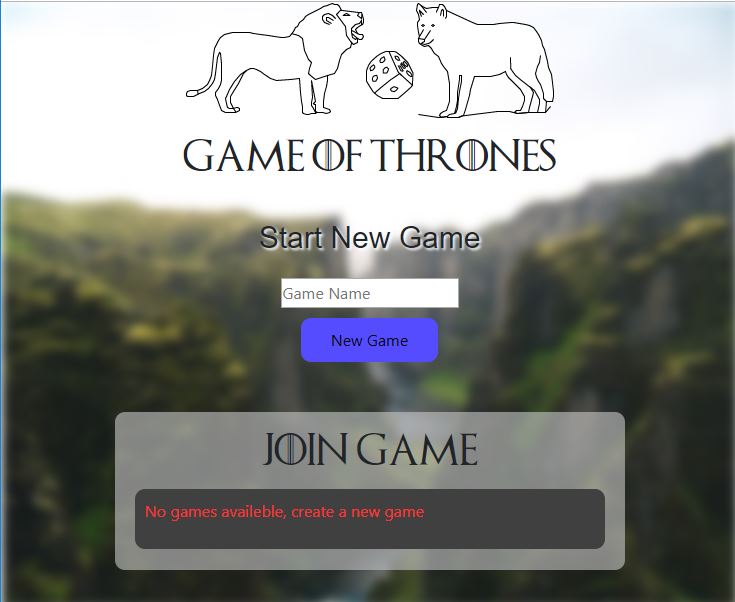 GAME OF THRONES
Start New Game
Game Name
New Game
JOIN GAME
No games availeble, create a new game